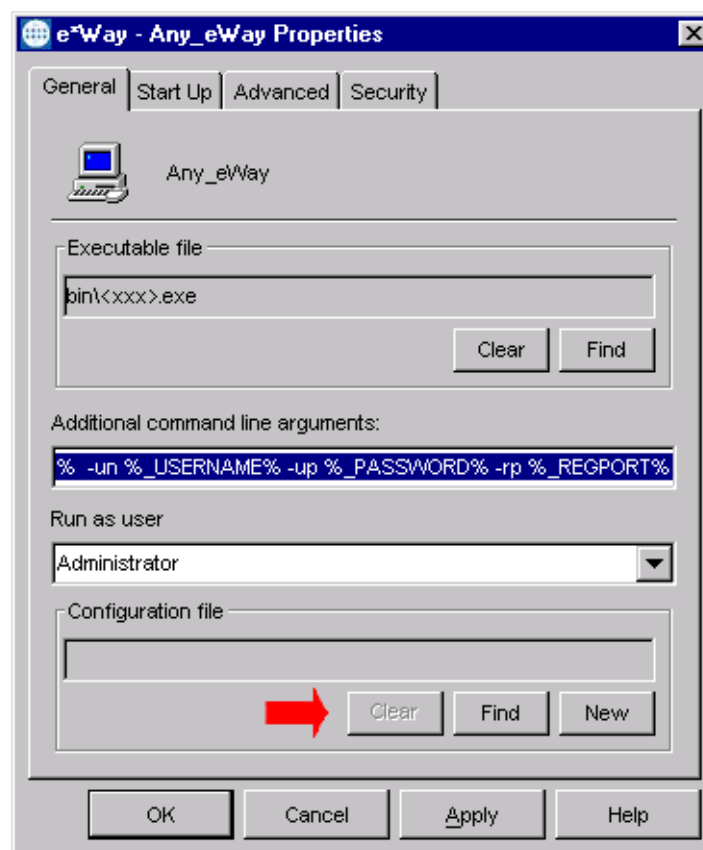 e*Way - Any_eWay Properties
General Start Up Advanced Security
Any_eWay
Executable file
bin\<xxx>.exe
Clear Find
Additional command line arguments:
% -un %_USERNAME% -up %_PASSWORD% -rp %_REGPORT%
Run as user
Administrator
Configuration file
Clear Find New
OK Cancel Apply Help